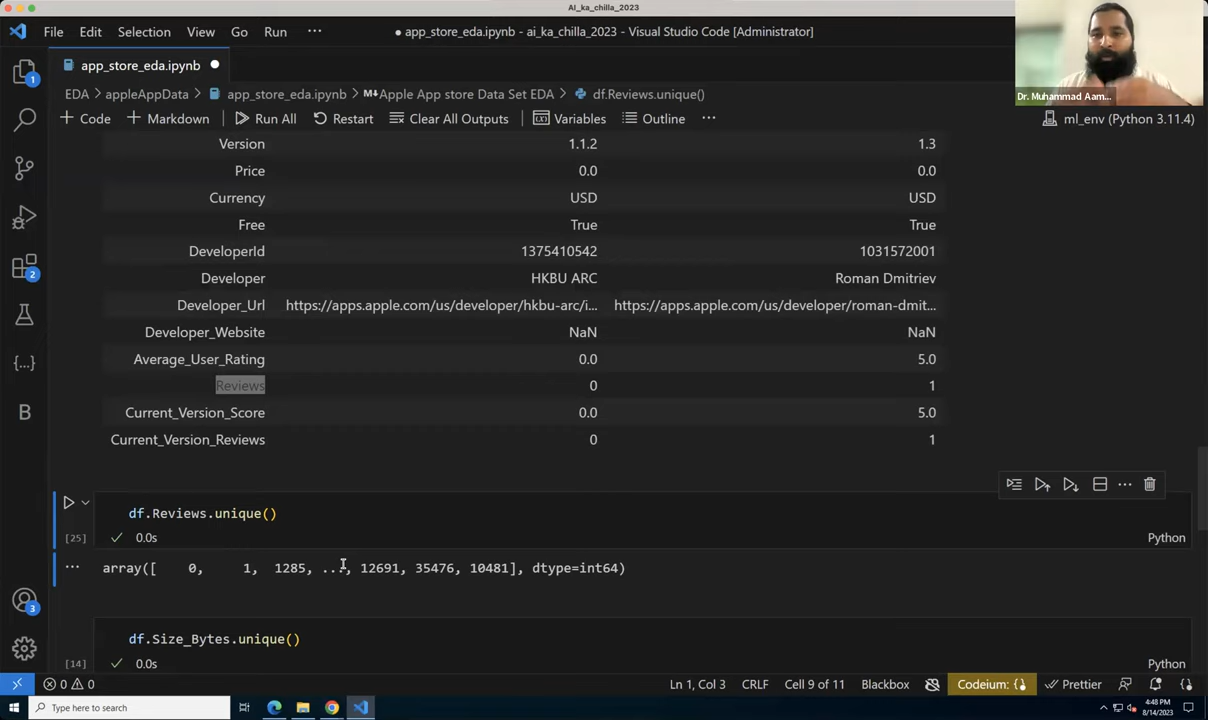 AI_ka_chilla_2023
File Edit Selection View Go Run ··· app_store_eda.ipynb - ai_ka_chilla_2023 - Visual Studio Code [Administrator]
app_store_eda.ipynb
EDA > appleAppData > app_store_eda.ipynb > M↓Apple App store Data Set EDA > df.Reviews.unique()
+ Code + Markdown Run All Restart Clear All Outputs Variables Outline ··· ml_env (Python 3.11.4)
Dr. Muhammad Aam...
Version 1.1.2 1.3
Price 0.0 0.0
Currency USD USD
Free True True
DeveloperId 1375410542 1031572001
Developer HKBU ARC Roman Dmitriev
Developer_Url https://apps.apple.com/us/developer/hkbu-arc/i... https://apps.apple.com/us/developer/roman-dmit...
Developer_Website NaN NaN
Average_User_Rating 0.0 5.0
Reviews 0 1
Current_Version_Score 0.0 5.0
Current_Version_Reviews 0 1
df.Reviews.unique()
[25] 0.0s Python
··· array([ 0, 1, 1285, ..., 12691, 35476, 10481], dtype=int64)
df.Size_Bytes.unique()
[14] 0.0s Python
0 0 Ln 1, Col 3 CRLF Cell 9 of 11 Blackbox Codeium: {} Prettier
Type here to search 4:48 PM
8/14/2023
1
2
{...}
B
3